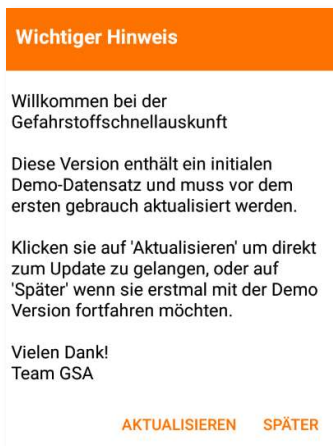 Wichtiger Hinweis
Willkommen bei der
Gefahrstoffschnellauskunft
Diese Version enthält ein initialen
Demo-Datensatz und muss vor dem
ersten gebrauch aktualisiert werden.
Klicken sie auf 'Aktualisieren' um direkt
zum Update zu gelangen, oder auf
'Später' wenn sie erstmal mit der Demo
Version fortfahren möchten.
Vielen Dank!
Team GSA
AKTUALISIEREN SPÄTER